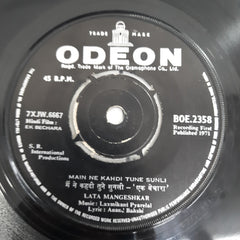 TRADE MARK
ODEON
Regd. Trade Mark of The Gramophone Co. Ltd.
45 R.P.M.
7XJW.6667
Hindi Film :
EK BECHARA
BOE.2358
Recording First
Published 1971
S. R.
International
Productions
MAIN NE KAHDI TUNE SUNLI
मैं ने कहदी तूने सुनली - एक बेचारा
LATA MANGESHKAR
Music : Laxmikant Pyarelal
Lyric : Anand Bakshi